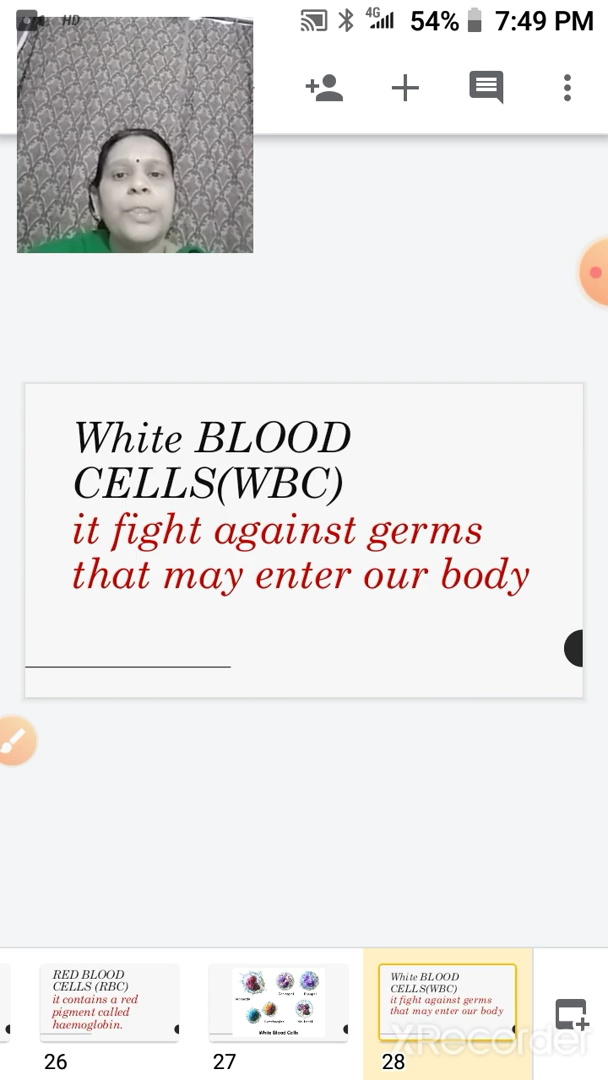 HD
4G
54%
7:49 PM
White BLOOD
CELLS(WBC)
it fight against germs
that may enter our body
RED BLOOD
CELLS (RBC)
it contains a red
pigment called
haemoglobin.
White Blood Cells
White BLOOD
CELLS(WBC)
it fight against germs
that may enter our body
26
27
28
XRecorder